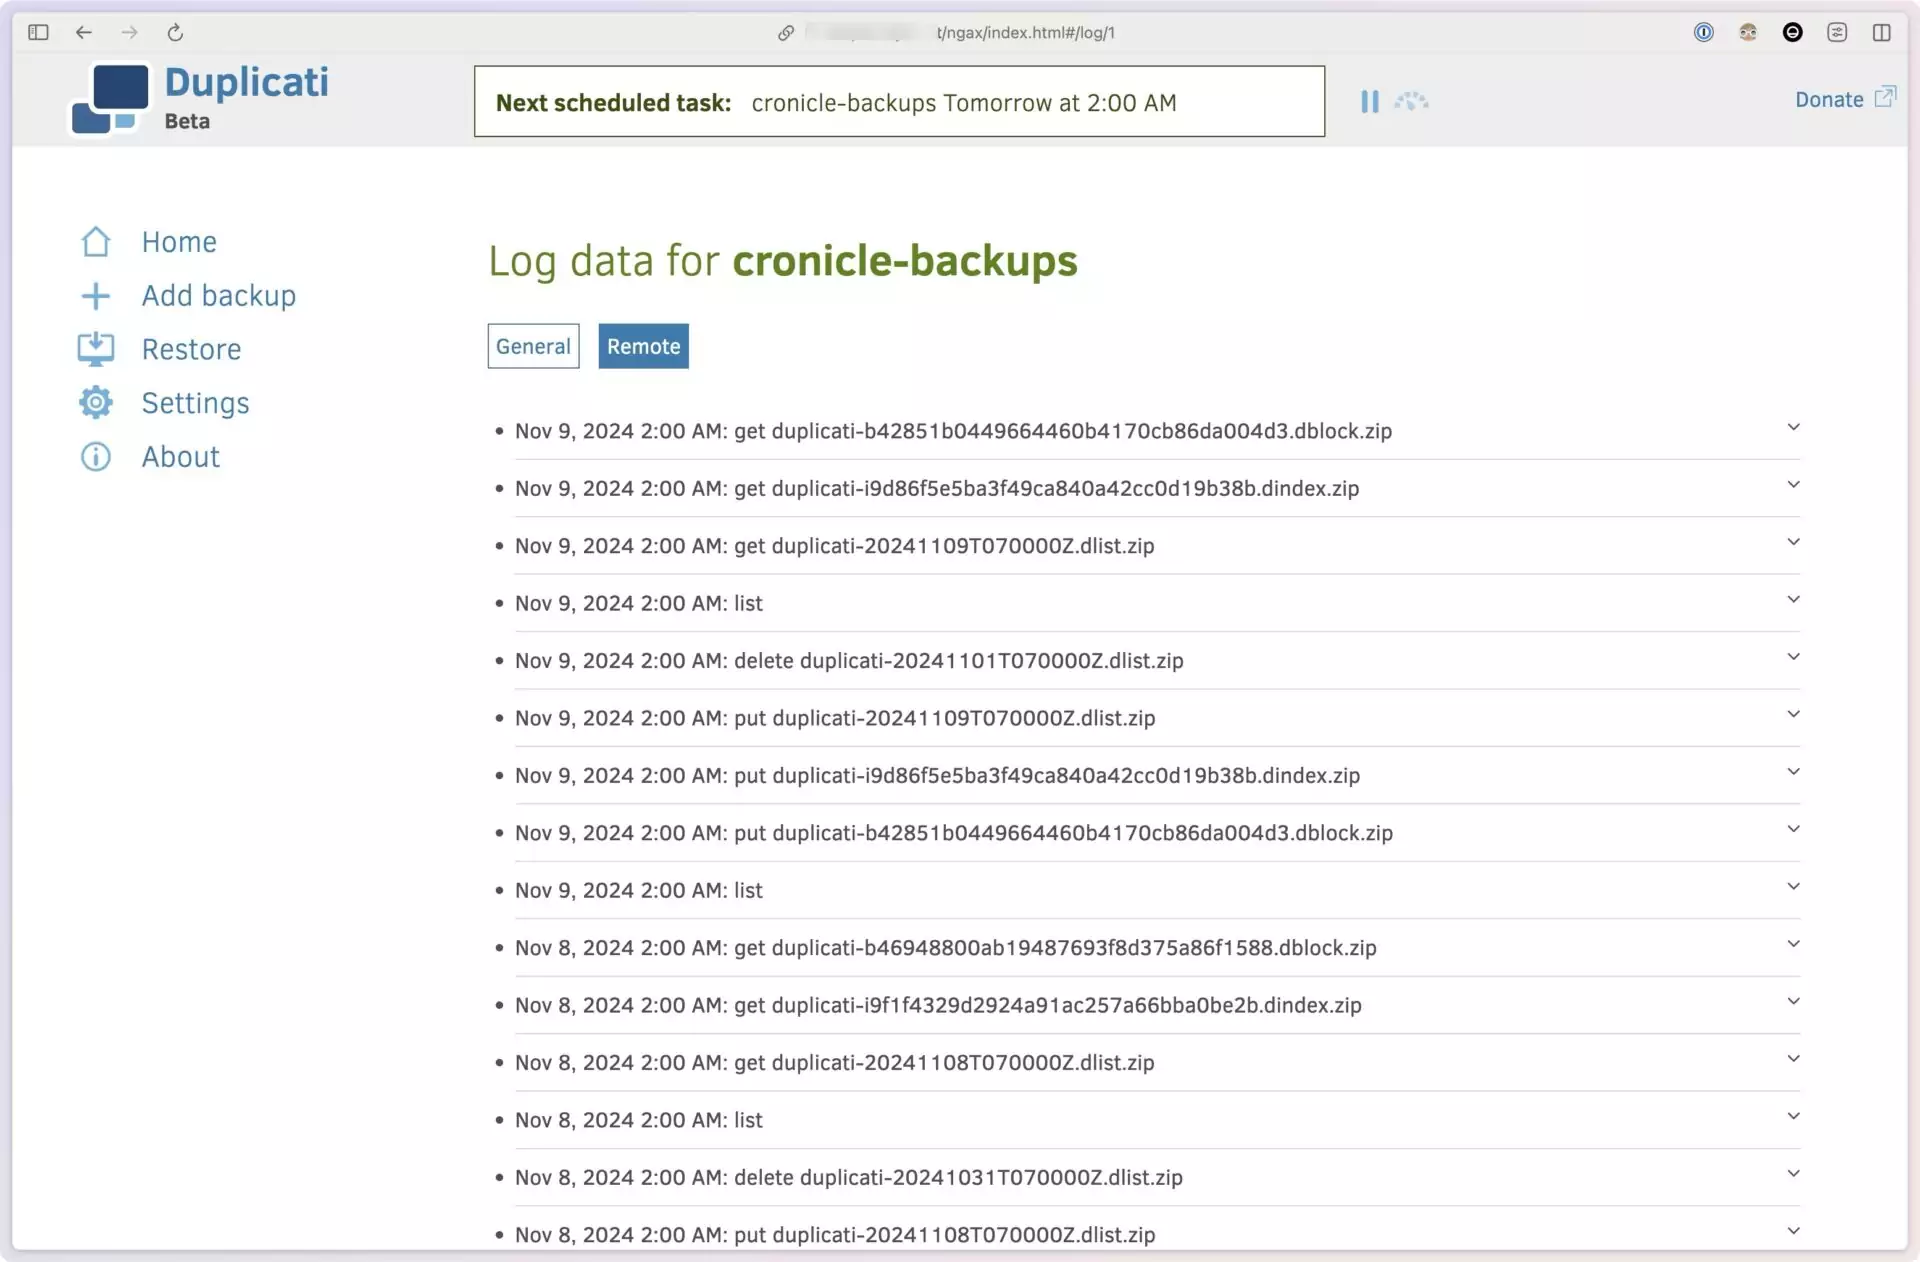 t/ngax/index.html#/log/1
Duplicati
Beta
Next scheduled task: cronicle-backups Tomorrow at 2:00 AM
Donate
Home
Add backup
Restore
Settings
About
Log data for cronicle-backups
General Remote
• Nov 9, 2024 2:00 AM: get duplicati-b42851b0449664460b4170cb86da004d3.dblock.zip
• Nov 9, 2024 2:00 AM: get duplicati-i9d86f5e5ba3f49ca840a42cc0d19b38b.dindex.zip
• Nov 9, 2024 2:00 AM: get duplicati-20241109T070000Z.dlist.zip
• Nov 9, 2024 2:00 AM: list
• Nov 9, 2024 2:00 AM: delete duplicati-20241101T070000Z.dlist.zip
• Nov 9, 2024 2:00 AM: put duplicati-20241109T070000Z.dlist.zip
• Nov 9, 2024 2:00 AM: put duplicati-i9d86f5e5ba3f49ca840a42cc0d19b38b.dindex.zip
• Nov 9, 2024 2:00 AM: put duplicati-b42851b0449664460b4170cb86da004d3.dblock.zip
• Nov 9, 2024 2:00 AM: list
• Nov 8, 2024 2:00 AM: get duplicati-b46948800ab19487693f8d375a86f1588.dblock.zip
• Nov 8, 2024 2:00 AM: get duplicati-i9f1f4329d2924a91ac257a66bba0be2b.dindex.zip
• Nov 8, 2024 2:00 AM: get duplicati-20241108T070000Z.dlist.zip
• Nov 8, 2024 2:00 AM: list
• Nov 8, 2024 2:00 AM: delete duplicati-20241031T070000Z.dlist.zip
• Nov 8, 2024 2:00 AM: put duplicati-20241108T070000Z.dlist.zip